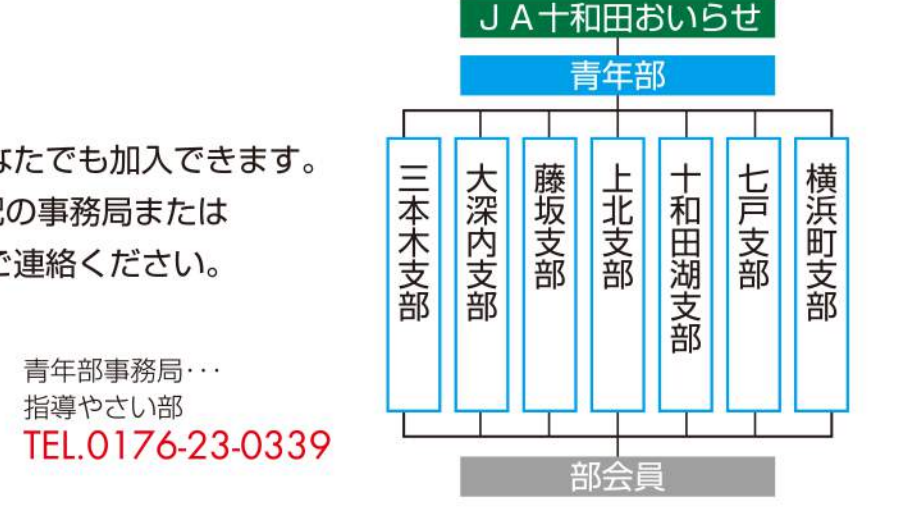 なたでも加入できます。
の事務局または
ご連絡ください。
青年部事務局･･･
指導やさい部
TEL.0176-23-0339
ＪＡ十和田おいらせ
青年部
三本木支部
大深内支部
藤坂支部
上北支部
十和田湖支部
七戸支部
横浜町支部
部会員